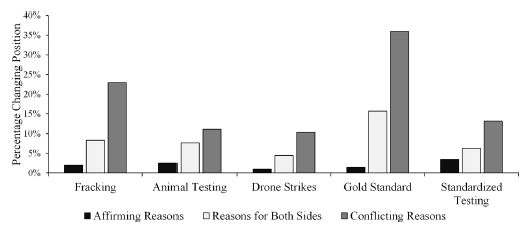 Percentage Changing Position
40%
35%
30%
25%
20%
15%
10%
5%
0%
Fracking
Animal Testing
Drone Strikes
Gold Standard
Standardized
Testing
Affirming Reasons
Reasons for Both Sides
Conflicting Reasons